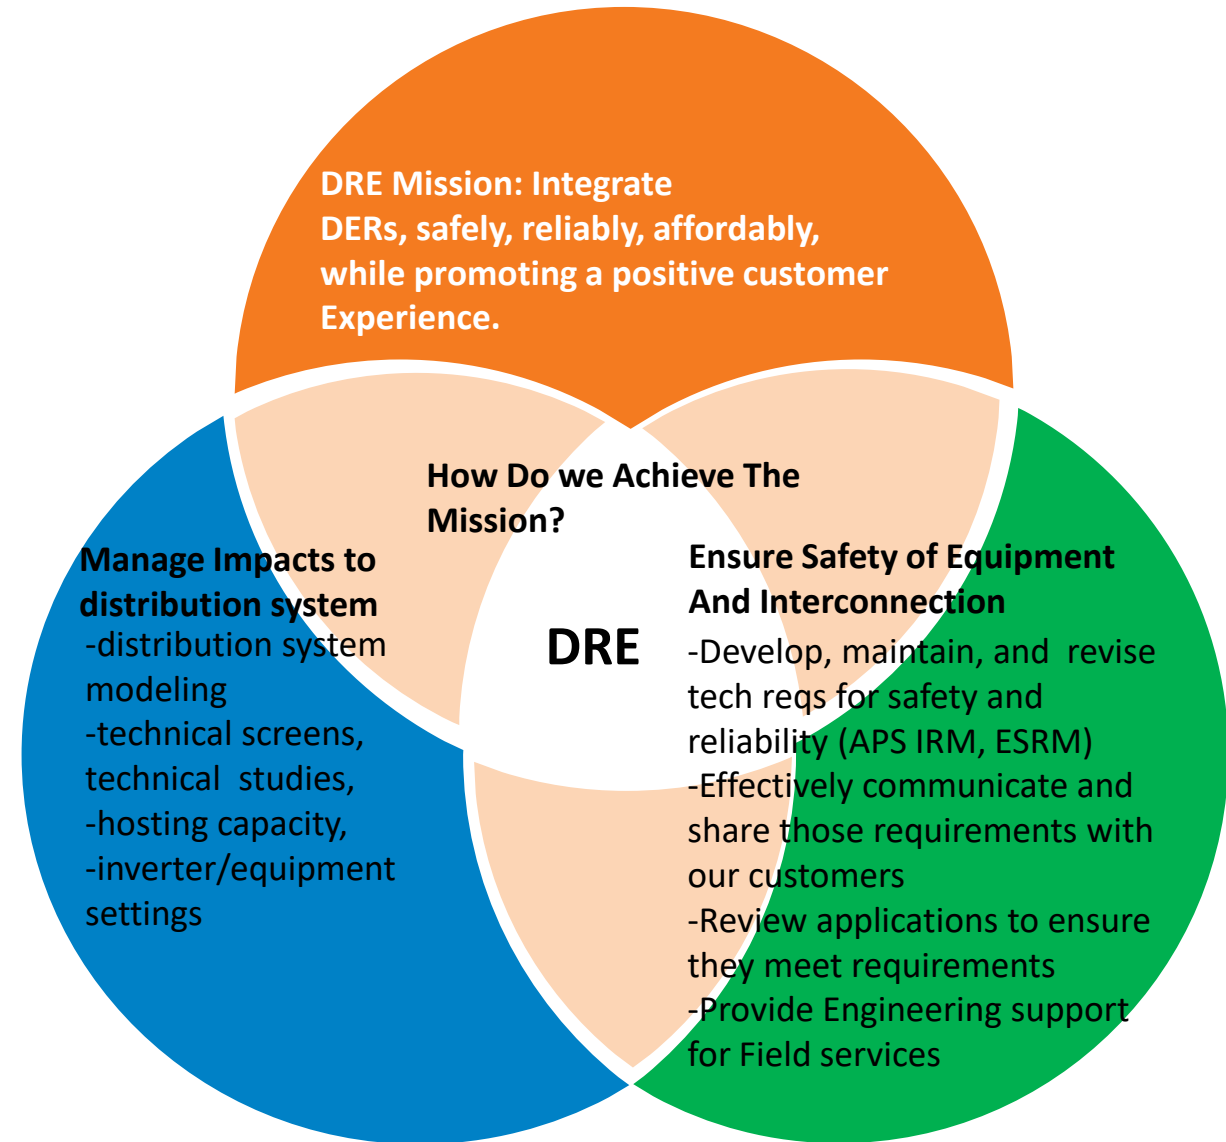 DRE Mission: Integrate
DERs, safely, reliably, affordably,
while promoting a positive customer
Experience.
How Do we Achieve The
Mission?
DRE
Manage Impacts to
distribution system
-distribution system
modeling
-technical screens,
technical studies,
-hosting capacity,
-inverter/equipment
settings
Ensure Safety of Equipment
And Interconnection
-Develop, maintain, and revise
tech reqs for safety and
reliability (APS IRM, ESRM)
-Effectively communicate and
share those requirements with
our customers
-Review applications to ensure
they meet requirements
-Provide Engineering support
for Field services